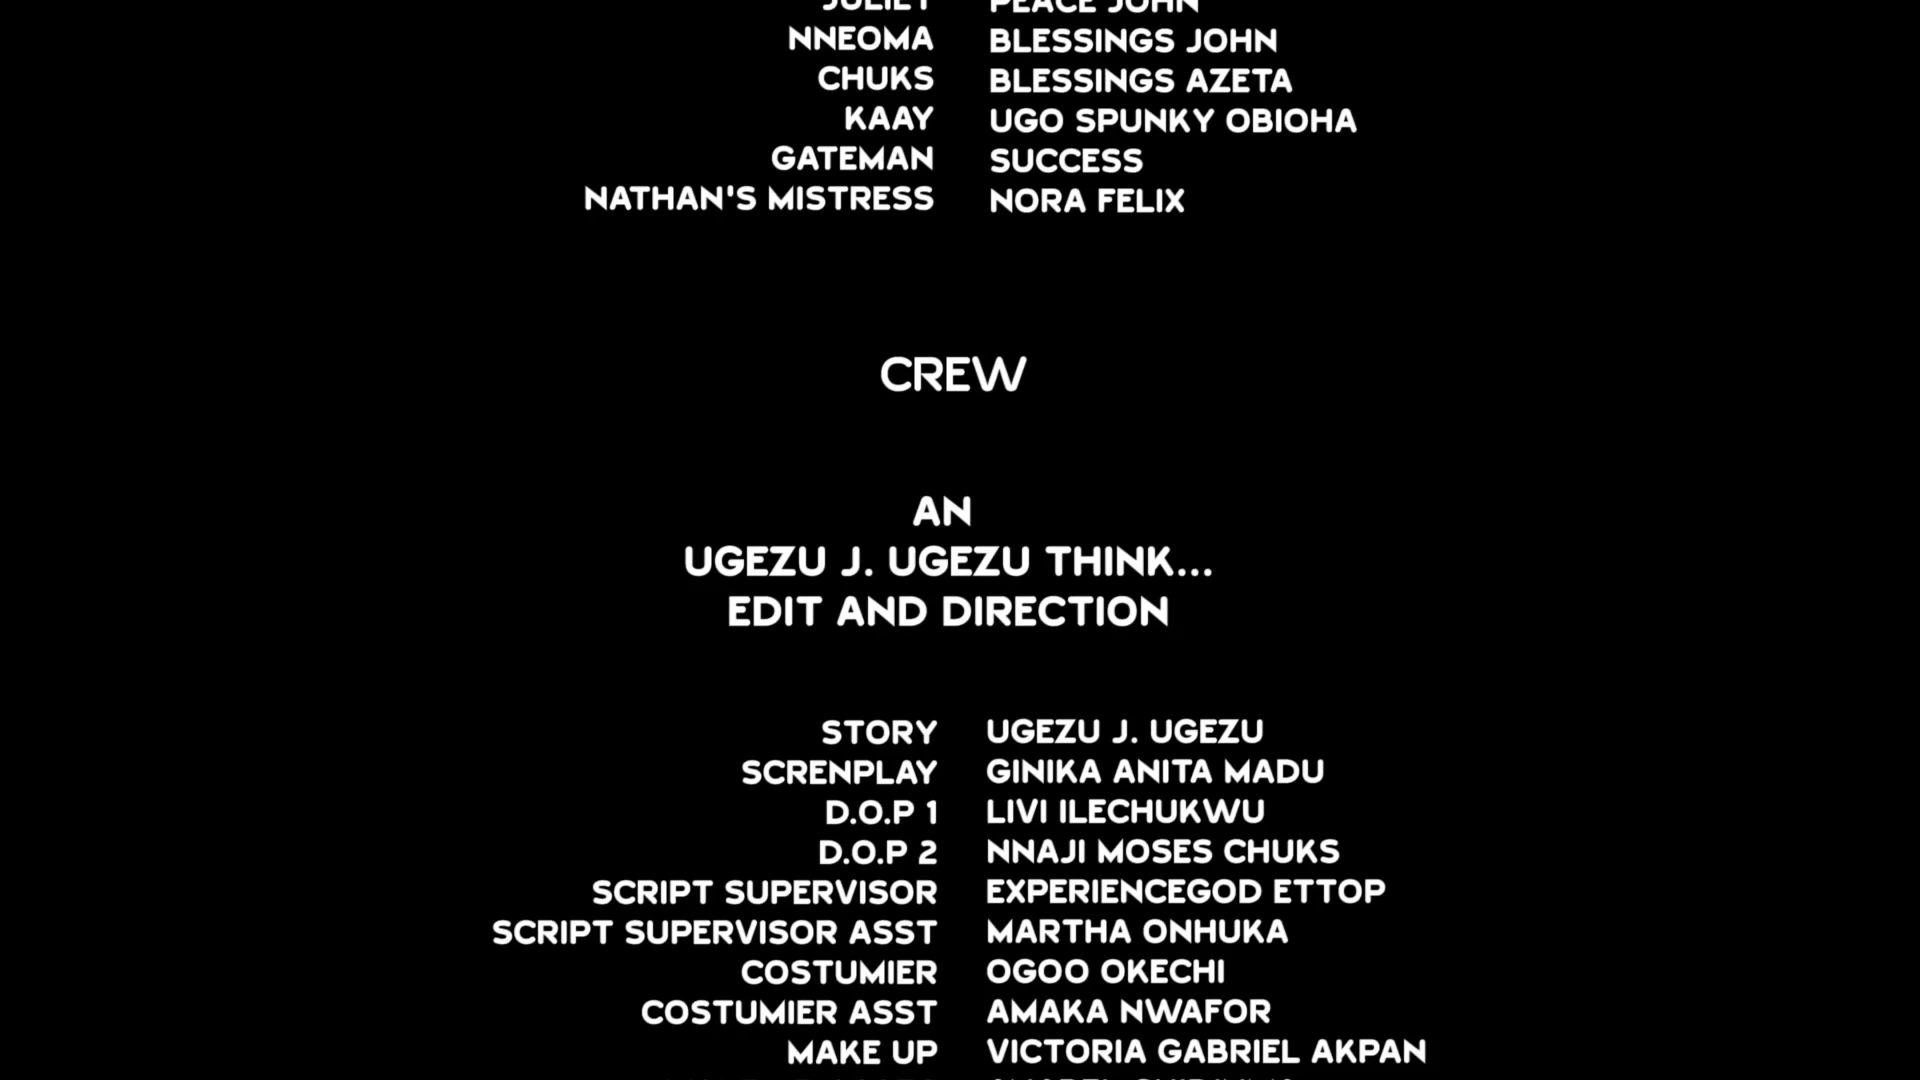 JULIET PEACE JOHN
NNEOMA BLESSINGS JOHN
CHUKS BLESSINGS AZETA
KAAY UGO SPUNKY OBIOHA
GATEMAN SUCCESS
NATHAN'S MISTRESS NORA FELIX
CREW
AN
UGEZU J. UGEZU THINK...
EDIT AND DIRECTION
STORY UGEZU J. UGEZU
SCRENPLAY GINIKA ANITA MADU
D.O.P 1 LIVI ILECHUKWU
D.O.P 2 NNAJI MOSES CHUKS
SCRIPT SUPERVISOR EXPERIENCEGOD ETTOP
SCRIPT SUPERVISOR ASST MARTHA ONHUKA
COSTUMIER OGOO OKECHI
COSTUMIER ASST AMAKA NWAFOR
MAKE UP VICTORIA GABRIEL AKPAN